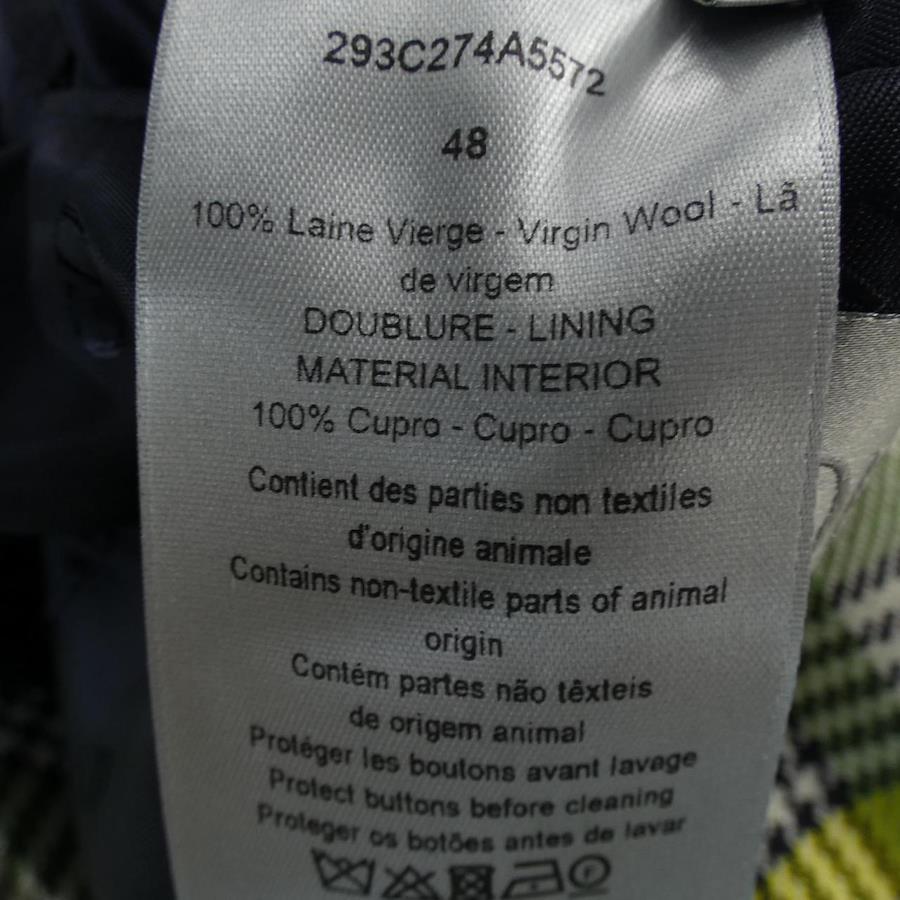 293C274A5572
48
100% Laine Vierge - Virgin Wool - Lã
de virgem
DOUBLURE - LINING
MATERIAL INTERIOR
100% Cupro - Cupro - Cupro
Contient des parties non textiles
d'origine animale
Contains non-textile parts of animal
origin
Contém partes não têxteis
de origem animal
Protéger les boutons avant lavage
Protect buttons before cleaning
Proteger os botões antes de lavar